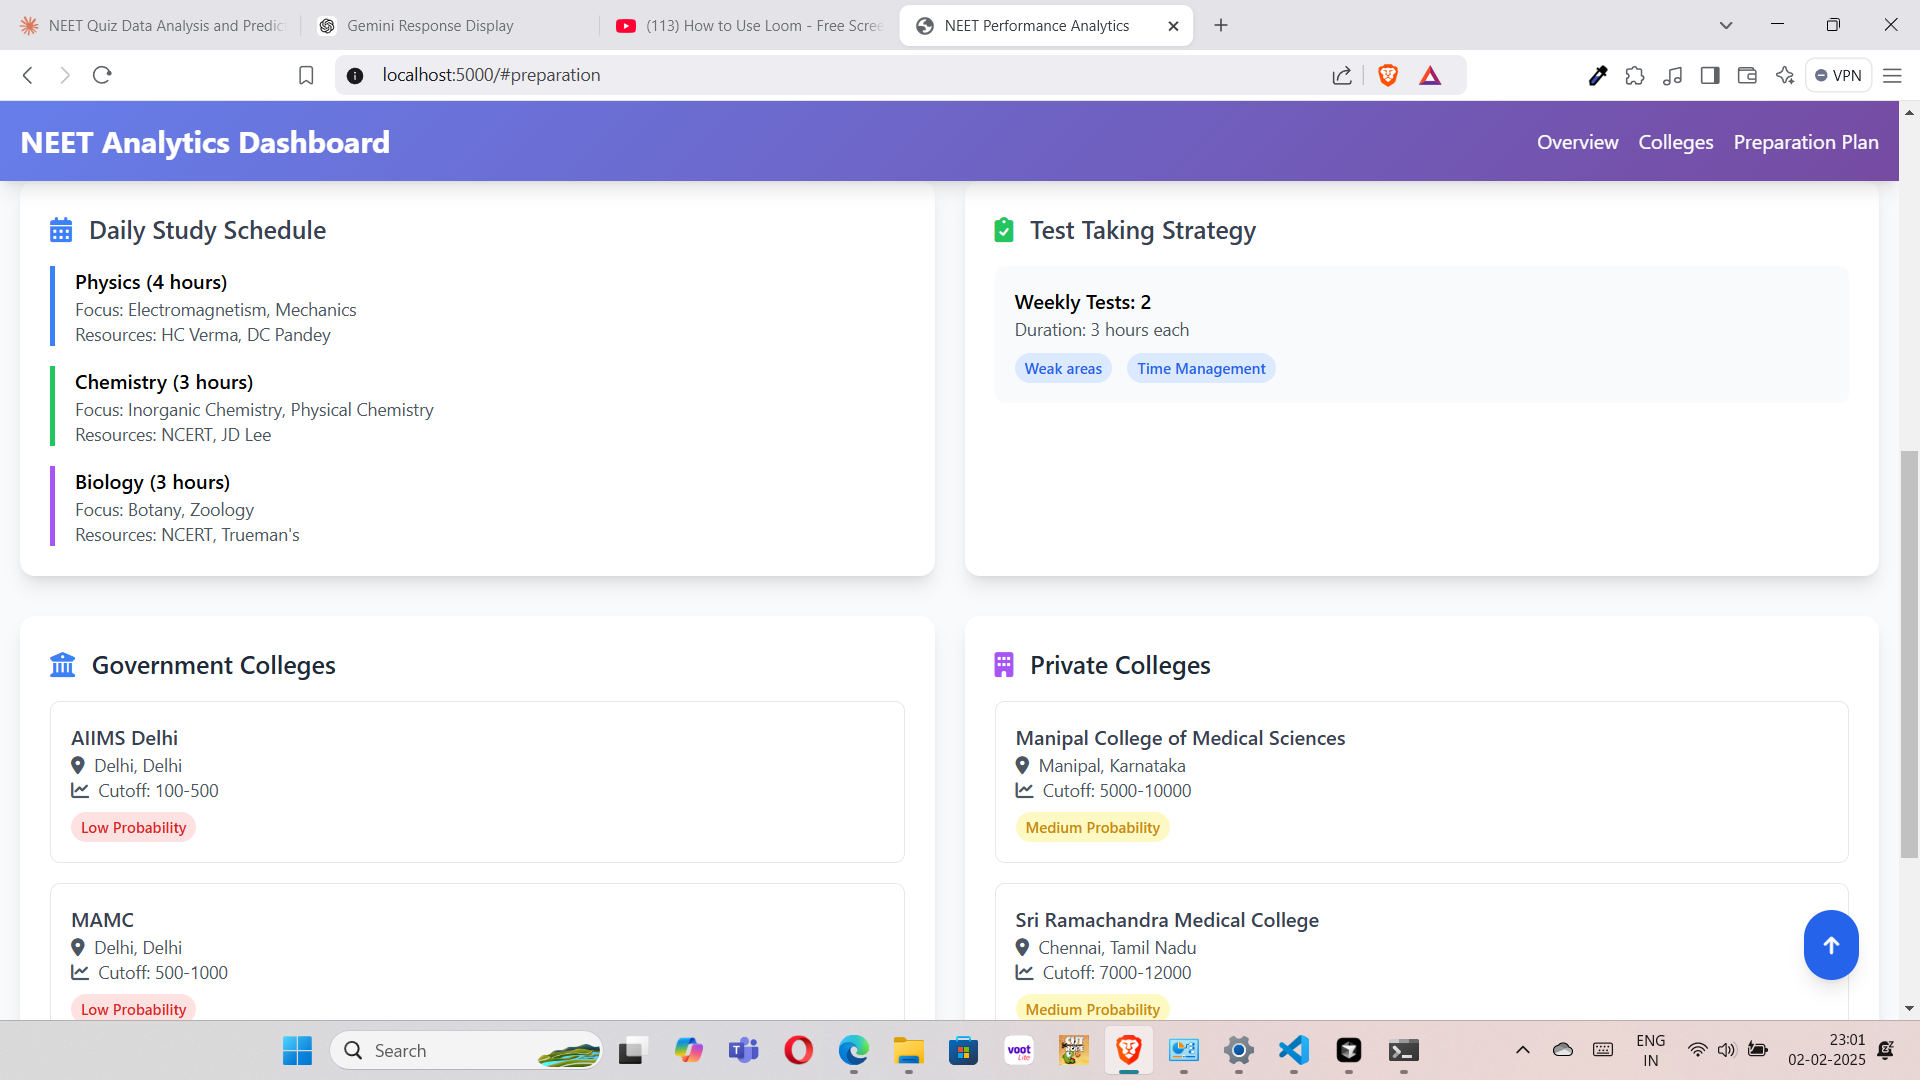 NEET Quiz Data Analysis and Predic
Gemini Response Display
(113) How to Use Loom - Free Scree
NEET Performance Analytics
localhost:5000/#preparation
VPN
NEET Analytics Dashboard
Overview
Colleges
Preparation Plan
Daily Study Schedule
Physics (4 hours)
Focus: Electromagnetism, Mechanics
Resources: HC Verma, DC Pandey
Chemistry (3 hours)
Focus: Inorganic Chemistry, Physical Chemistry
Resources: NCERT, JD Lee
Biology (3 hours)
Focus: Botany, Zoology
Resources: NCERT, Trueman's
Test Taking Strategy
Weekly Tests: 2
Duration: 3 hours each
Weak areas
Time Management
Government Colleges
AIIMS Delhi
Delhi, Delhi
Cutoff: 100-500
Low Probability
MAMC
Delhi, Delhi
Cutoff: 500-1000
Low Probability
Private Colleges
Manipal College of Medical Sciences
Manipal, Karnataka
Cutoff: 5000-10000
Medium Probability
Sri Ramachandra Medical College
Chennai, Tamil Nadu
Cutoff: 7000-12000
Medium Probability
Search
voot
Lite
ENG
IN
23:01
02-02-2025